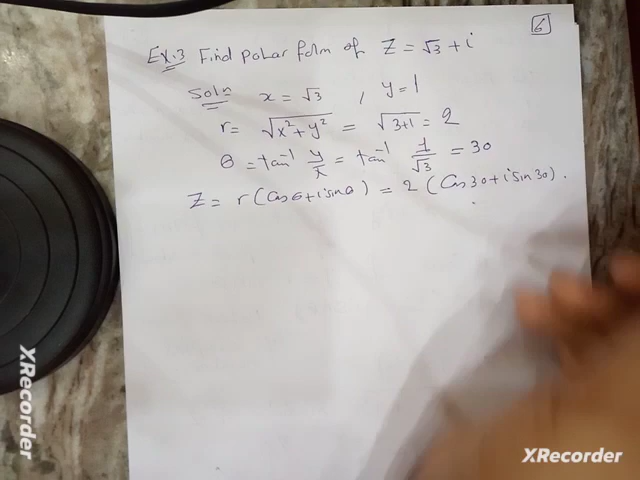 6
Ex.3 Find polar form of Z = √3 + i
Soln x = √3 , y = 1
r = √x² + y² = √3+1 = 2
θ = tan⁻¹ y/x = tan⁻¹ 1/√3 = 30
Z = r (Cos θ + i sin θ) = 2 (Cos 30 + i Sin 30).
XRecorder
XRecorder